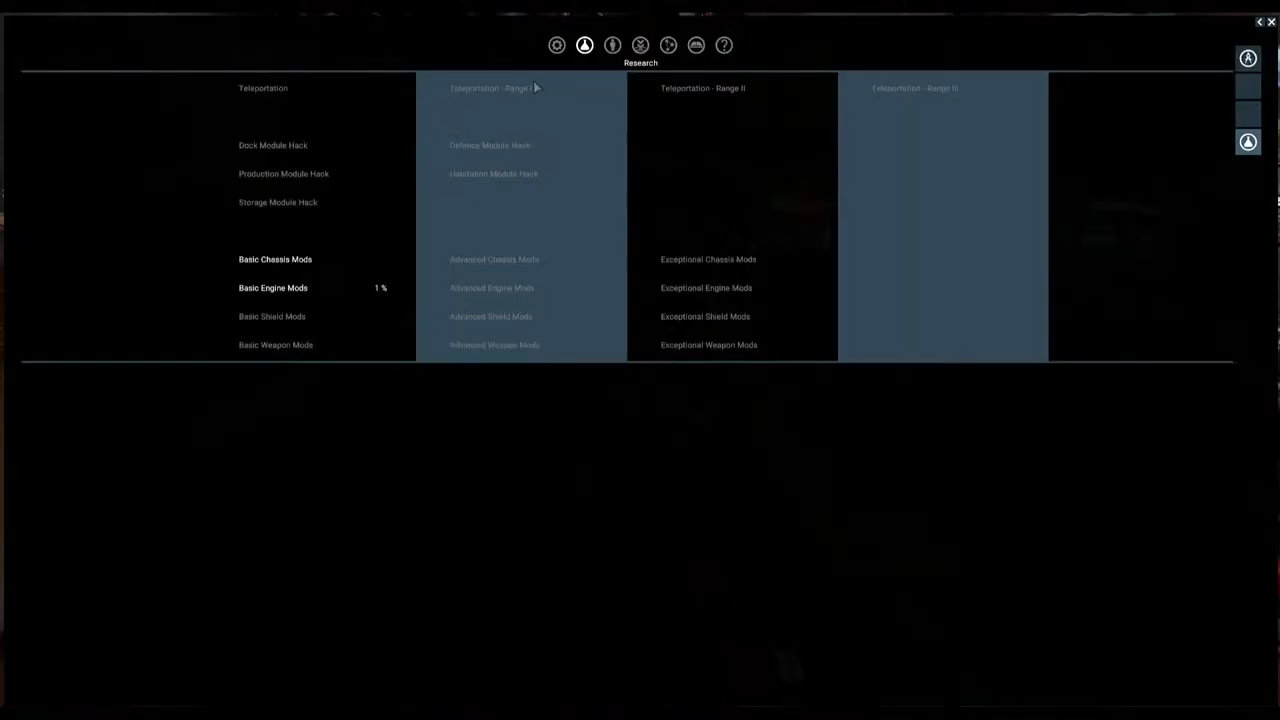 Research
Teleportation Teleportation - Range I Teleportation - Range II Teleportation - Range III
Dock Module Hack Defence Module Hack
Production Module Hack Habitation Module Hack
Storage Module Hack
Basic Chassis Mods Advanced Chassis Mods Exceptional Chassis Mods
Basic Engine Mods 1 % Advanced Engine Mods Exceptional Engine Mods
Basic Shield Mods Advanced Shield Mods Exceptional Shield Mods
Basic Weapon Mods Advanced Weapon Mods Exceptional Weapon Mods